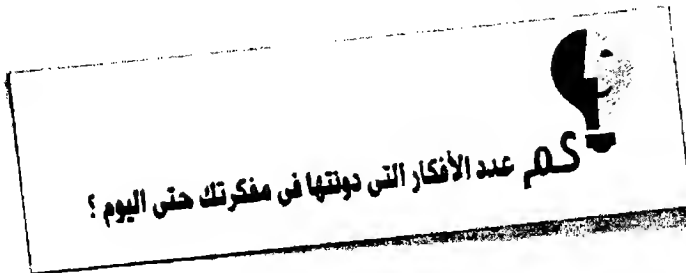 كم عدد الأفكار التى دونتها فى مفكرتك حتى اليوم ؟